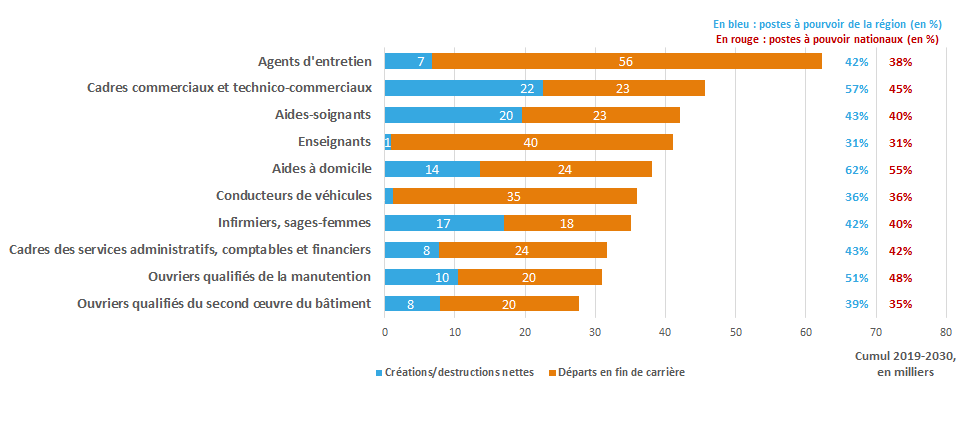 En bleu : postes à pourvoir de la région (en %)
En rouge : postes à pouvoir nationaux (en %)
Agents d'entretien 7 56 42% 38%
Cadres commerciaux et technico-commerciaux 22 23 57% 45%
Aides-soignants 20 23 43% 40%
Enseignants 1 40 31% 31%
Aides à domicile 14 24 62% 55%
Conducteurs de véhicules 35 36% 36%
Infirmiers, sages-femmes 17 18 42% 40%
Cadres des services administratifs, comptables et financiers 8 24 43% 42%
Ouvriers qualifiés de la manutention 10 20 51% 48%
Ouvriers qualifiés du second œuvre du bâtiment 8 20 39% 35%
0 10 20 30 40 50 60 70 80
Cumul 2019-2030,
en milliers
Créations/destructions nettes Départs en fin de carrière